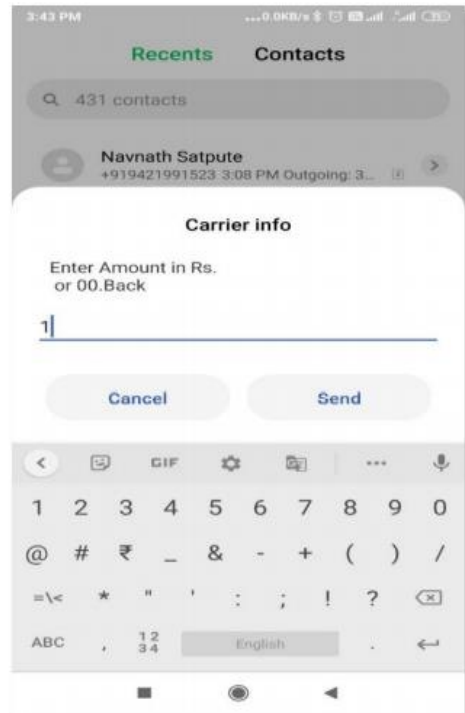 3:43 PM ...0.0KB/s
Recents Contacts
431 contacts
Navnath Satpute
+919421991523 3:08 PM Outgoing: 3...
Carrier info
Enter Amount in Rs.
or 00.Back
1
Cancel Send
GIF ...
1 2 3 4 5 6 7 8 9 0
@ # ₹ _ & - + ( ) /
=\< * " ' : ; ! ?
ABC , 12 English .
34